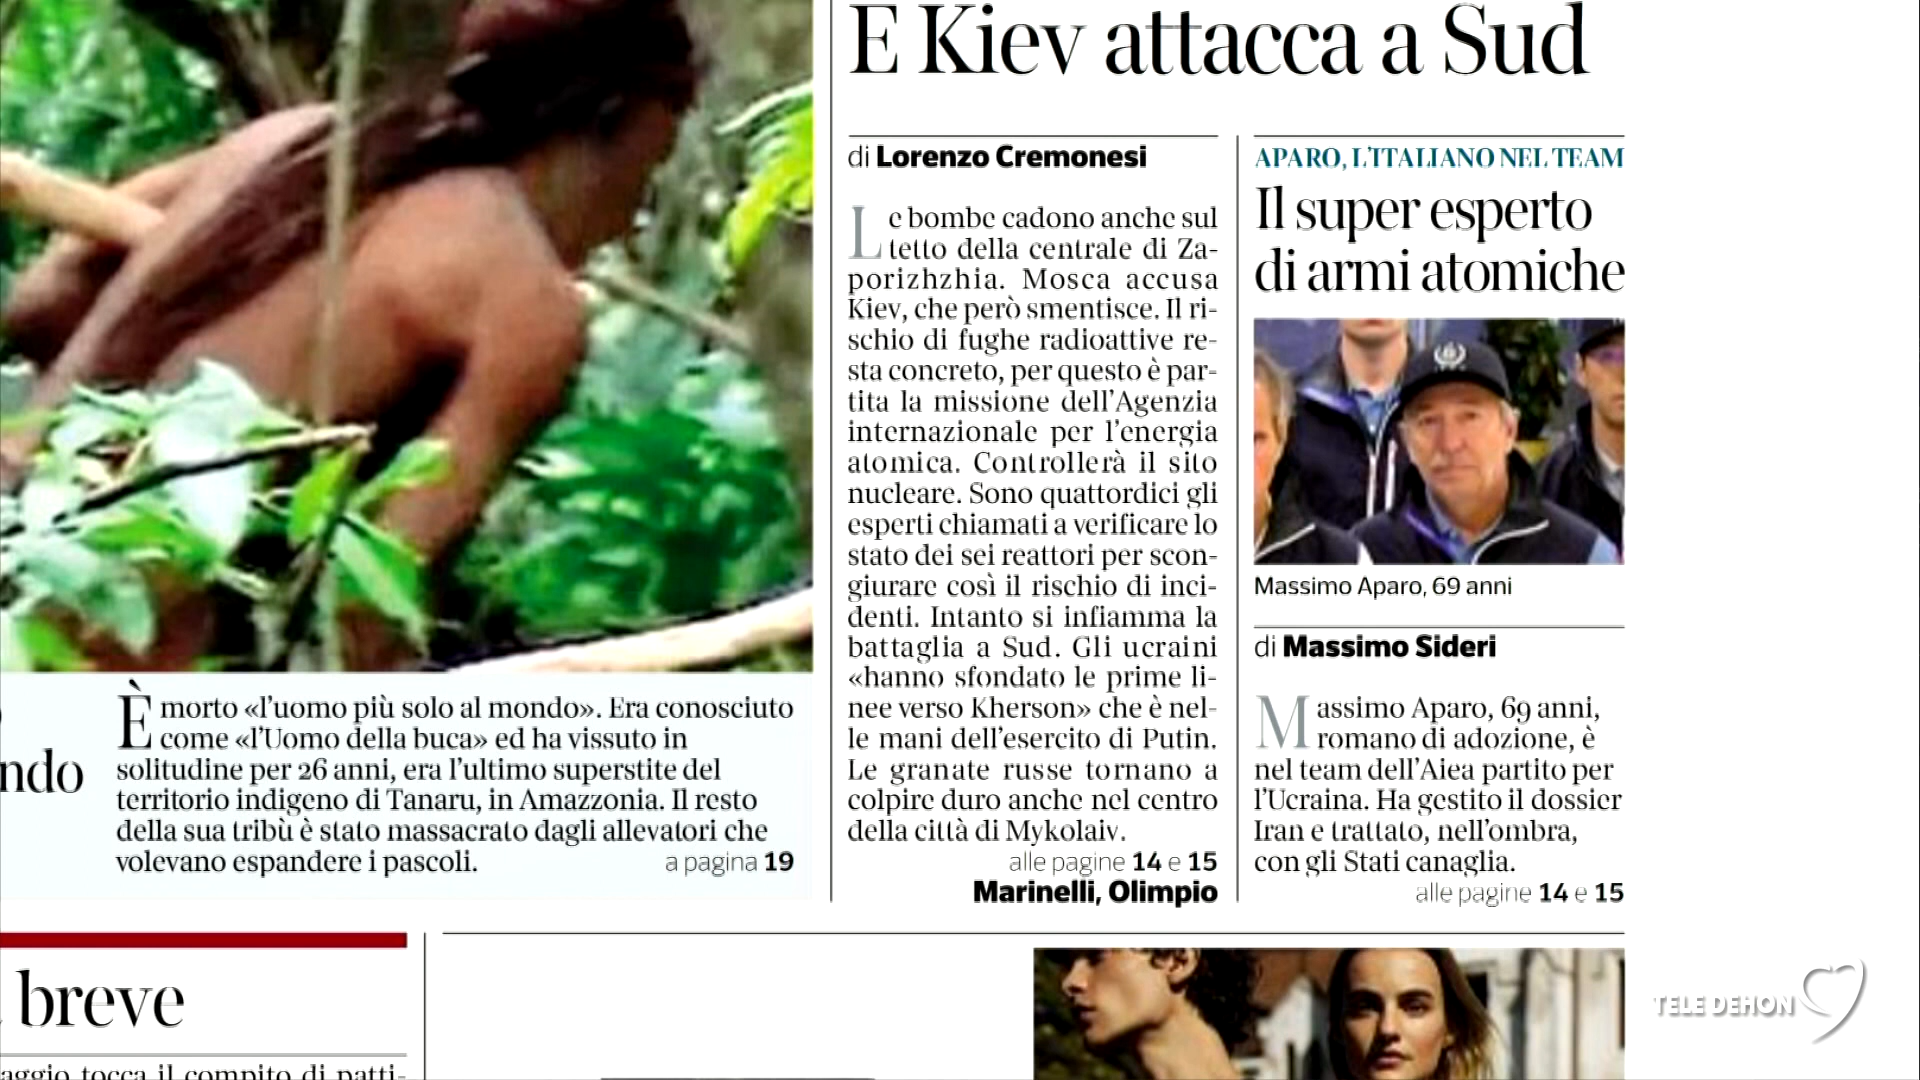 E Kiev attacca a Sud
di Lorenzo Cremonesi
Le bombe cadono anche sul
tetto della centrale di Za-
porizhzhia. Mosca accusa
Kiev, che però smentisce. Il ri-
schio di fughe radioattive re-
sta concreto, per questo è par-
tita la missione dell'Agenzia
internazionale per l'energia
atomica. Controllerà il sito
nucleare. Sono quattordici gli
esperti chiamati a verificare lo
stato dei sei reattori per scon-
giurare così il rischio di inci-
denti. Intanto si infiamma la
battaglia a Sud. Gli ucraini
«hanno sfondato le prime li-
nee verso Kherson» che è nel-
le mani dell'esercito di Putin.
Le granate russe tornano a
colpire duro anche nel centro
della città di Mykolaiv.
alle pagine 14 e 15
Marinelli, Olimpio
APARO, L'ITALIANO NEL TEAM
Il super esperto
di armi atomiche
Massimo Aparo, 69 anni
di Massimo Sideri
Massimo Aparo, 69 anni,
romano di adozione, è
nel team dell'Aiea partito per
l'Ucraina. Ha gestito il dossier
Iran e trattato, nell'ombra,
con gli Stati canaglia.
alle pagine 14 e 15
ndo
È morto «l'uomo più solo al mondo». Era conosciuto
come «l'Uomo della buca» ed ha vissuto in
solitudine per 26 anni, era l'ultimo superstite del
territorio indigeno di Tanaru, in Amazzonia. Il resto
della sua tribù è stato massacrato dagli allevatori che
volevano espandere i pascoli.
a pagina 19
breve
aggio tocca il compito di patti-
TELE DEHON